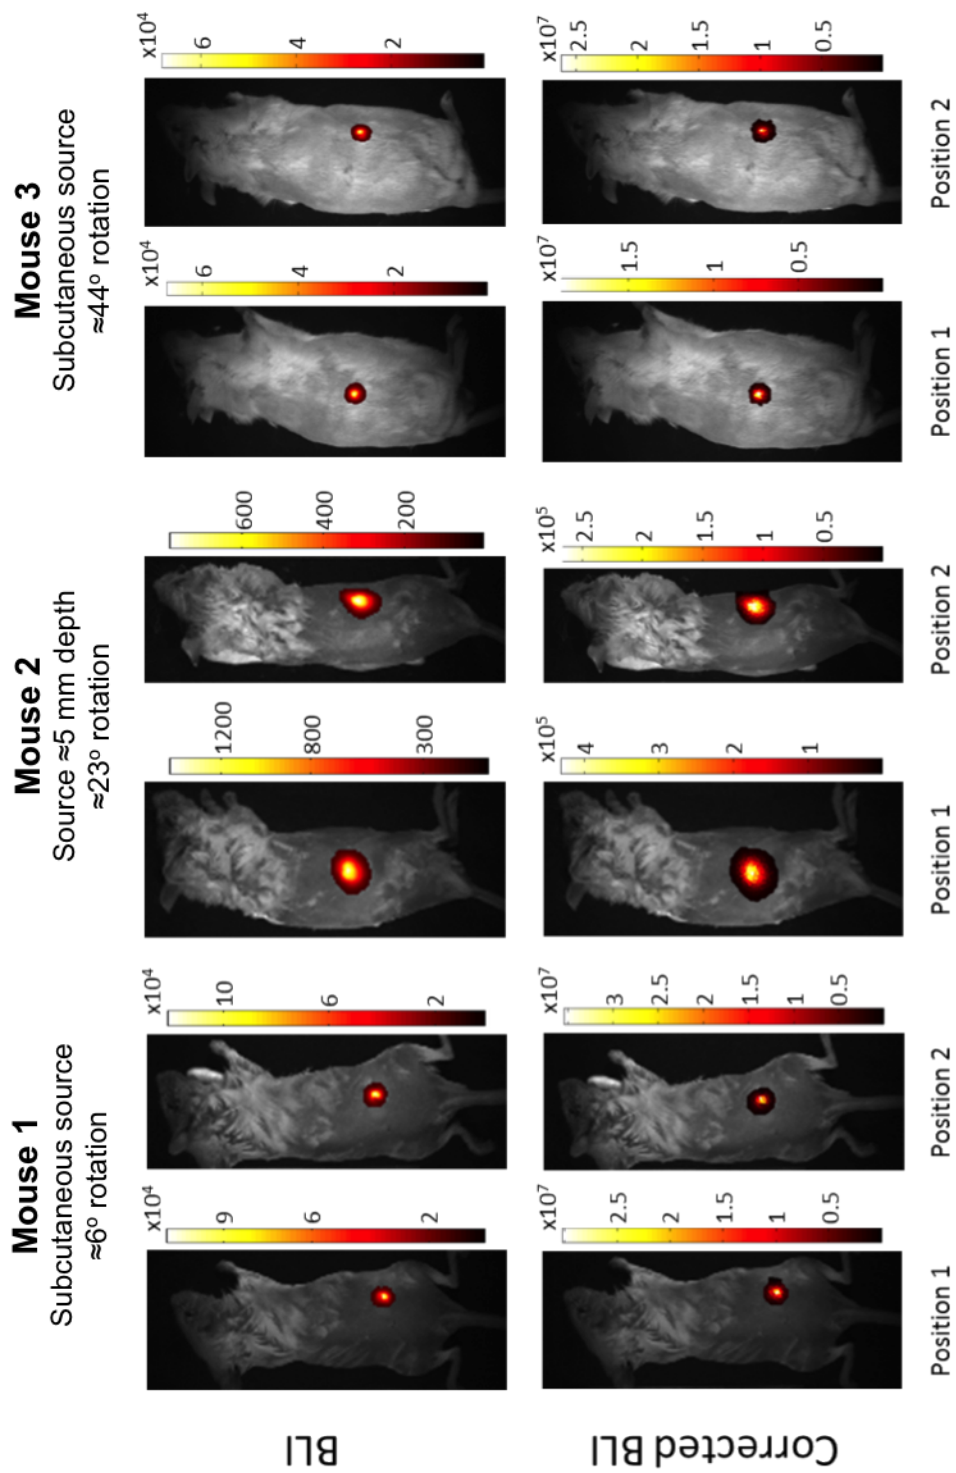 Mouse 1
Subcutaneous source
≈6º rotation
Mouse 2
Source ≈5 mm depth
≈23º rotation
Mouse 3
Subcutaneous source
≈44º rotation
BLI
x10⁴
9
6
2
x10⁴
10
6
2
1200
800
300
600
400
200
x10⁴
6
4
2
x10⁴
6
4
2
Corrected BLI
x10⁷
2.5
2
1.5
1
0.5
x10⁷
3
2.5
2
1.5
1
0.5
x10⁵
4
3
2
1
x10⁵
2.5
2
1.5
1
0.5
x10⁷
1.5
1
0.5
x10⁷
2.5
2
1.5
1
0.5
Position 1
Position 2
Position 1
Position 2
Position 1
Position 2